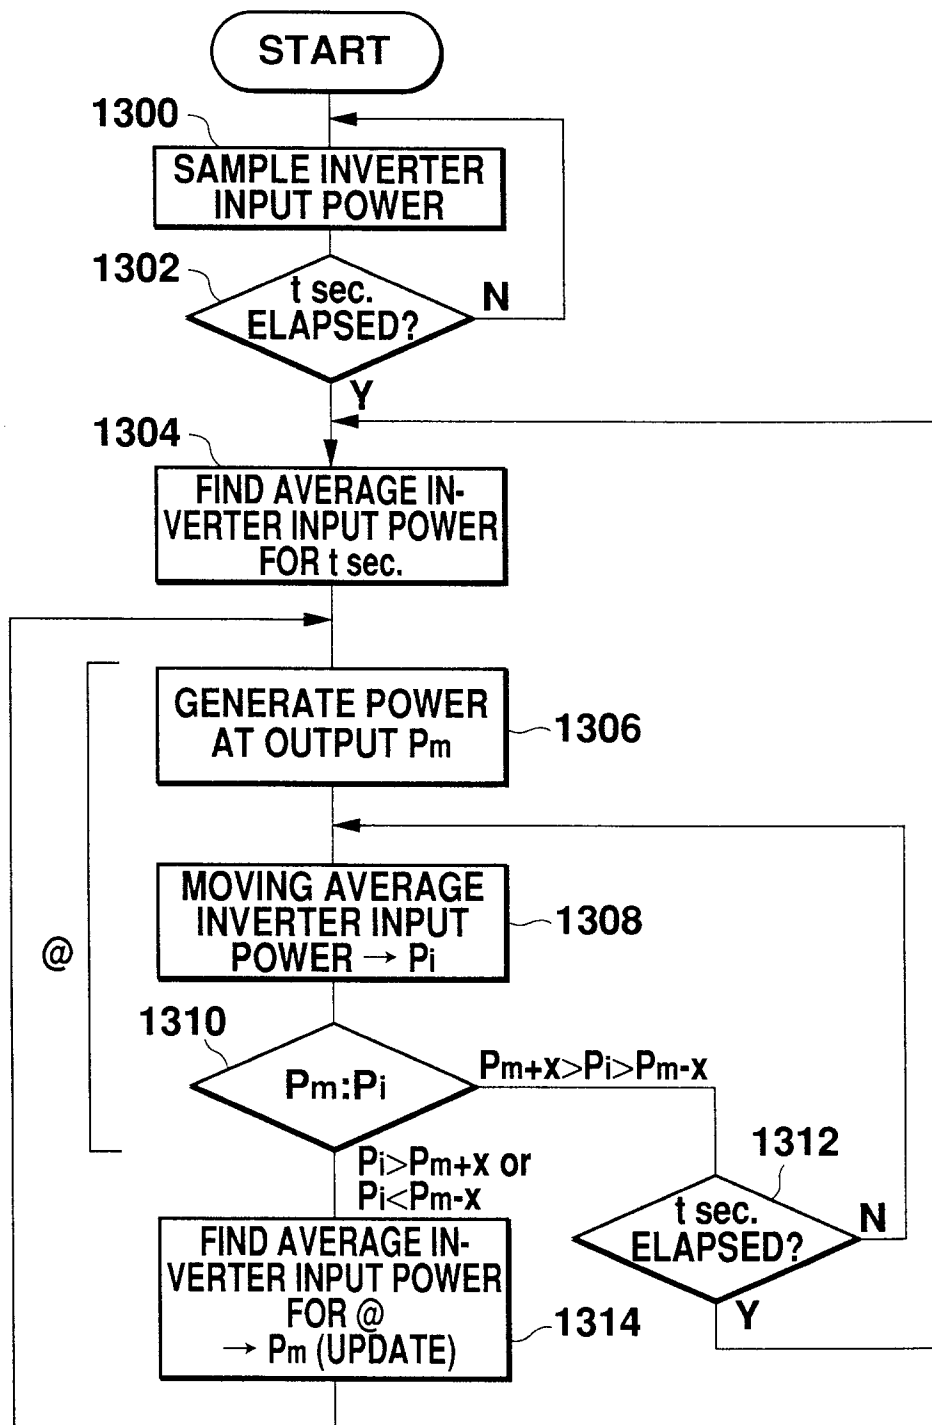 START
1300
SAMPLE INVERTER
INPUT POWER
1302
t sec.
ELAPSED?
N
Y
1304
FIND AVERAGE IN-
VERTER INPUT POWER
FOR t sec.
GENERATE POWER
AT OUTPUT Pm
1306
MOVING AVERAGE
INVERTER INPUT
POWER → Pi
1308
@
1310
Pm:Pi
Pm+x>Pi>Pm-x
Pi>Pm+x or
Pi<Pm-x
1312
t sec.
ELAPSED?
N
Y
FIND AVERAGE IN-
VERTER INPUT POWER
FOR @
→ Pm (UPDATE)
1314